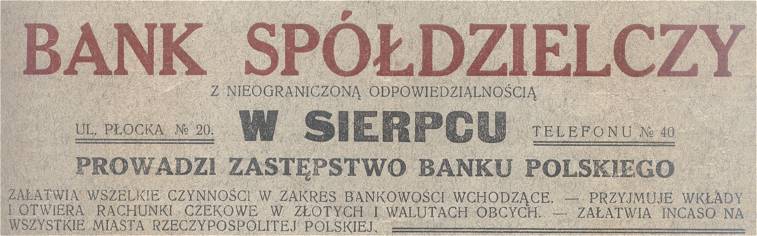 BANK SPÓŁDZIELCZY
Z NIEOGRANICZONĄ ODPOWIEDZIALNOŚCIĄ
UL. PŁOCKA № 20. W SIERPCU TELEFONU № 40
PROWADZI ZASTĘPSTWO BANKU POLSKIEGO
ZAŁATWIA WSZELKIE CZYNNOŚCI W ZAKRES BANKOWOŚCI WCHODZĄCE. — PRZYJMUJE WKŁADY
I OTWIERA RACHUNKI CZEKOWE W ZŁOTYCH I WALUTACH OBCYCH. — ZAŁATWIA INCASO NA
WSZYSTKIE MIASTA RZECZYPOSPOLITEJ POLSKIEJ.